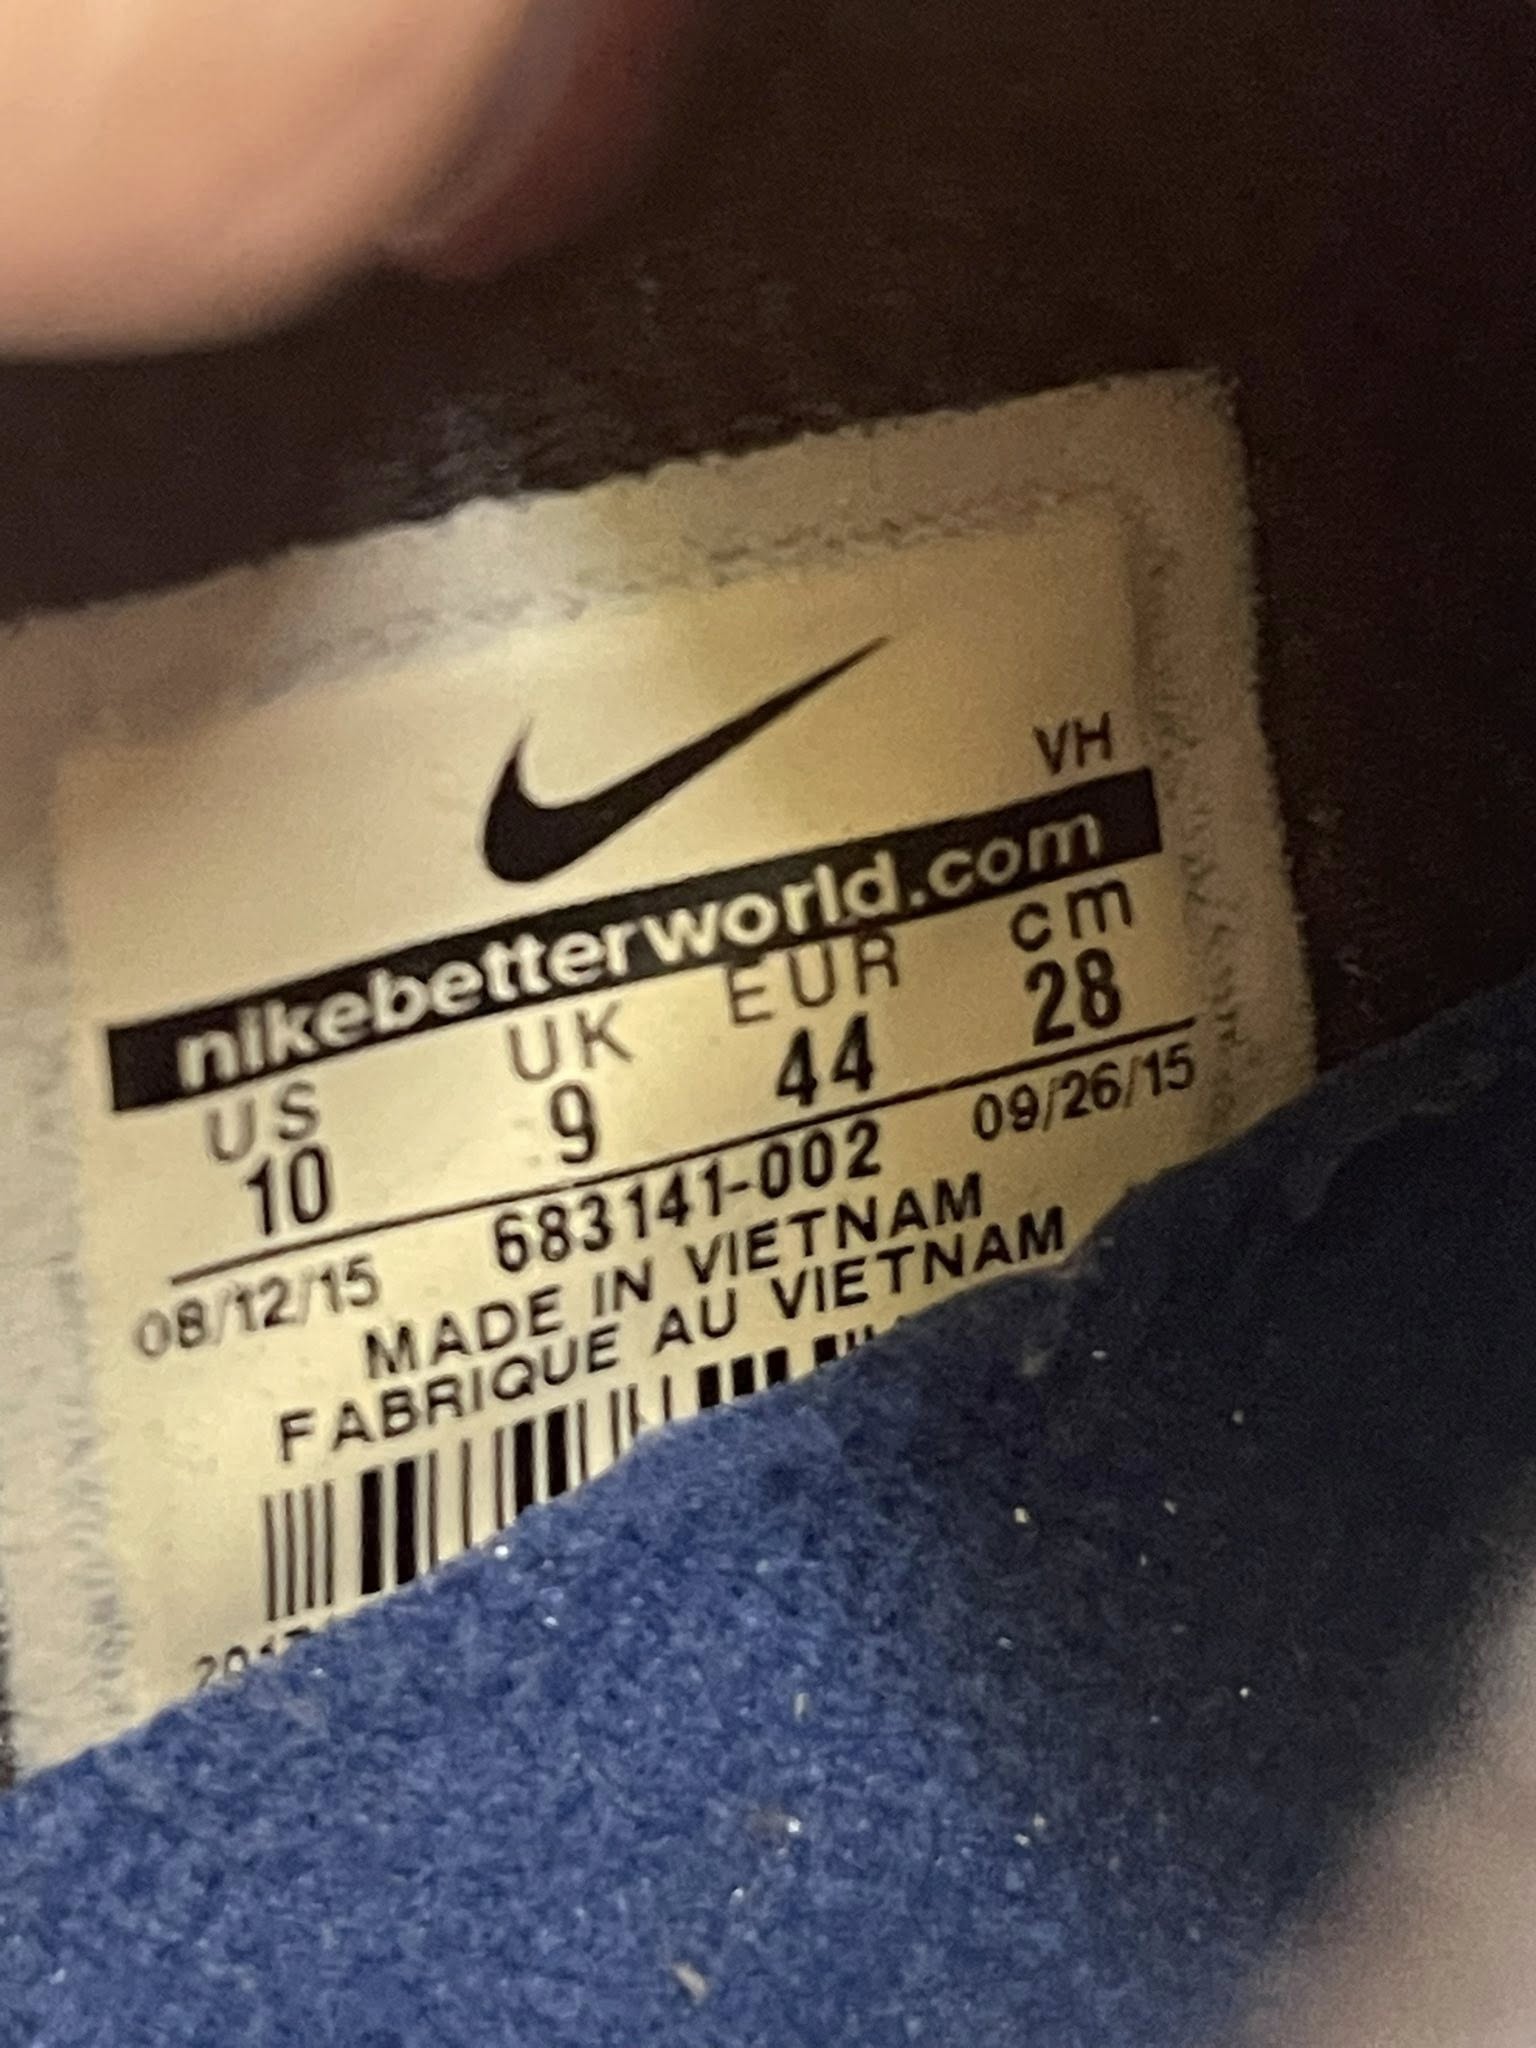 VH
nikebetterworld.com
US UK EUR cm
10 9 44 28
08/12/15 683141-002 09/26/15
MADE IN VIETNAM
FABRIQUE AU VIETNAM